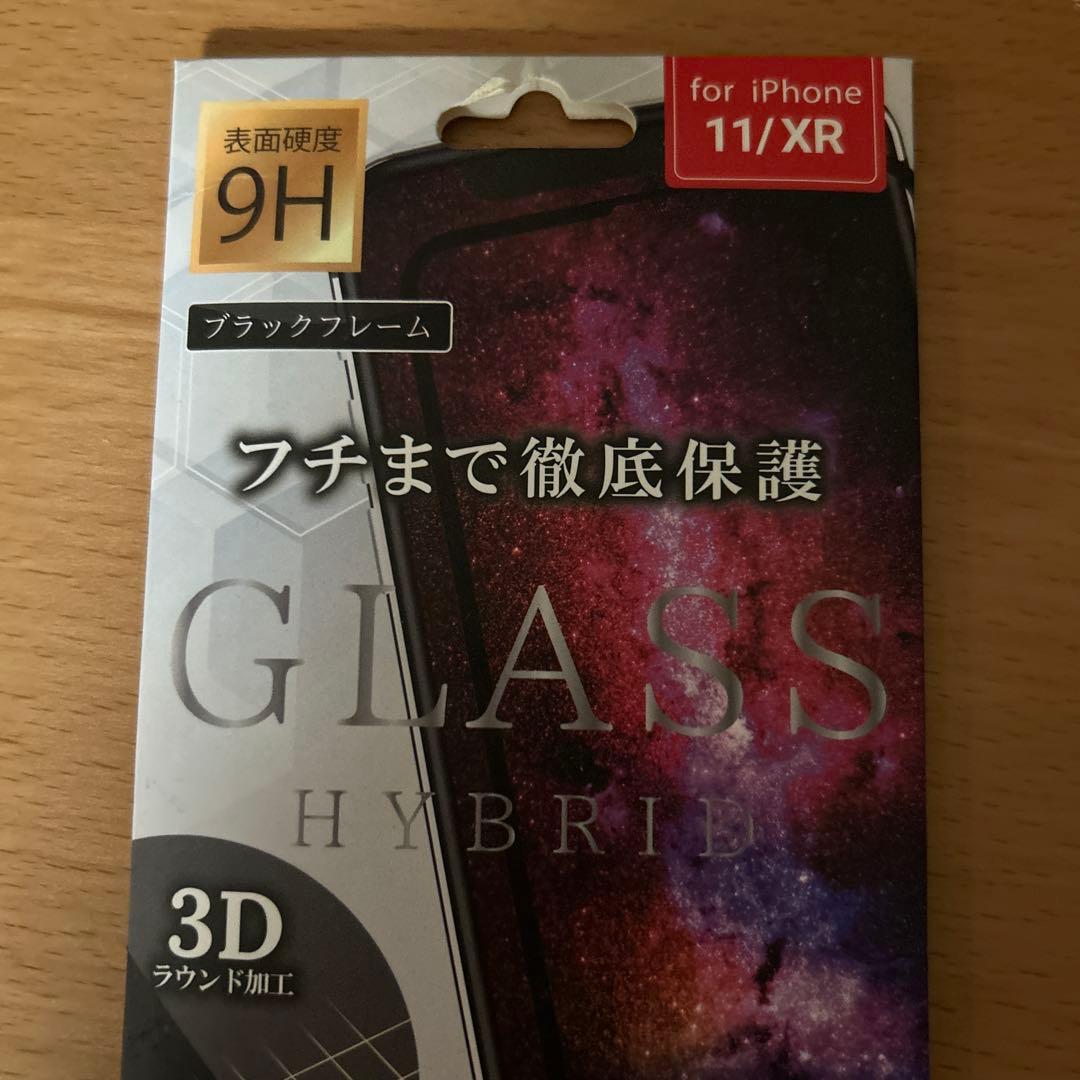 for iPhone
11/XR
表面硬度
9H
ブラックフレーム
フチまで徹底保護
GLASS
HYBRID
3D
ラウンド加工